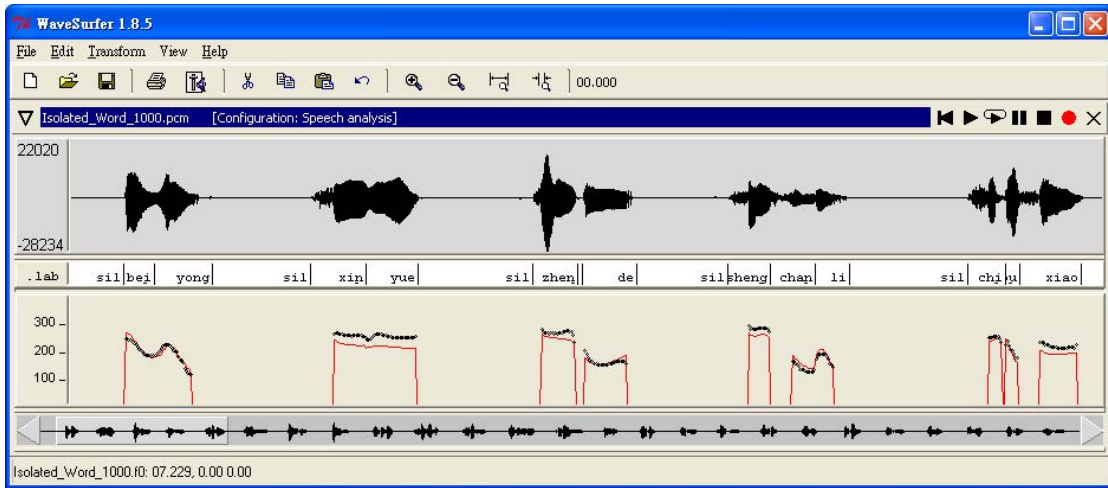 WaveSurfer 1.8.5
File Edit Transform View Help
00.000
Isolated_Word_1000.pcm [Configuration: Speech analysis]
22020
-28234
.lab sil bei yong sil xin yue sil zhen de sil sheng chan li sil chi u xiao
300
200
100
Isolated_Word_1000.f0: 07.229, 0.00 0.00